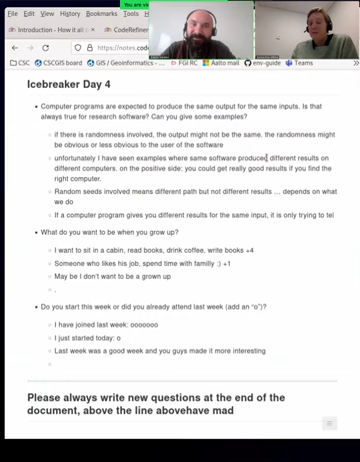 You are vie
File Edit View History Bookmarks Tools H
Introduction - How it all
CodeRefiner
https://notes.cod
CSC CSCGIS board GIS / Geoinformatics - ... FGI RC Aalto mail env-guide Teams
Icebreaker Day 4
Computer programs are expected to produce the same output for the same inputs. Is that
always true for research software? Can you give some examples?
if there is randomness involved, the output might not be the same. the randomness might
be obvious or less obvious to the user of the software
unfortunately I have seen examples where same software produced different results on
different computers. on the positive side: you could get really good results if you find the
right computer.
Random seeds involved means different path but not different results ... depends on what
we do
If a computer program gives you different results for the same input, it is only trying to tel
What do you want to be when you grow up?
I want to sit in a cabin, read books, drink coffee, write books +4
Someone who likes his job, spend time with familiy :) +1
May be I don't want to be a grown up
.
Do you start this week or did you already attend last week (add an "o")?
I have joined last week: ooooooo
I just started today: o
Last week was a good week and you guys made it more interesting
Please always write new questions at the end of the
document, above the line abovehave mad